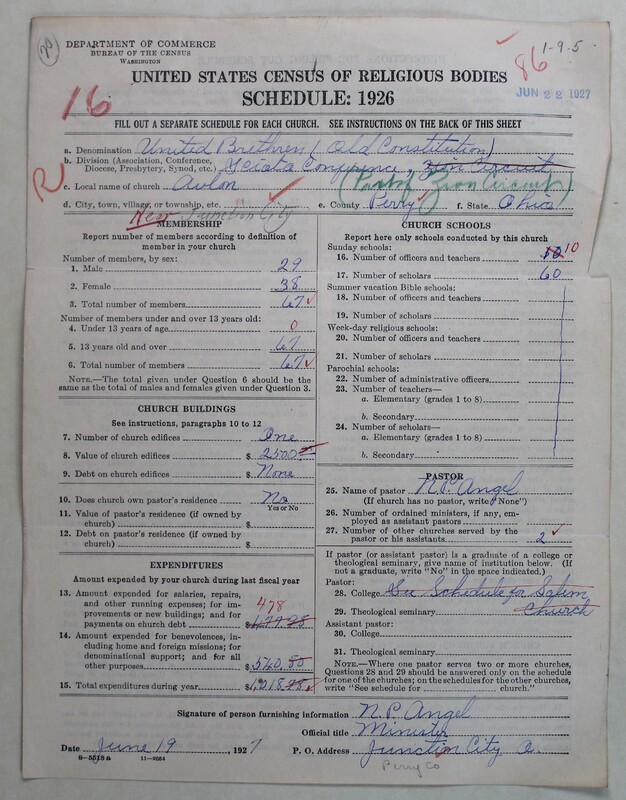 20
DEPARTMENT OF COMMERCE
BUREAU OF THE CENSUS
WASHINGTON
1-9-5
86
JUN 22 1927
UNITED STATES CENSUS OF RELIGIOUS BODIES
SCHEDULE: 1926
16
FILL OUT A SEPARATE SCHEDULE FOR EACH CHURCH. SEE INSTRUCTIONS ON THE BACK OF THIS SHEET
a. Denomination United Brethren (Old Constitution)
b. Division (Association, Conference, Diocese, Presbytery, Synod, etc.) Scioto Conference, Zion Circuit
R
c. Local name of church Avlon (Part of Zion Circuit)
d. City, town, village, or township, etc. New Junction City e. County Perry f. State Ohio
MEMBERSHIP
Report number of members according to definition of
member in your church
Number of members, by sex:
1. Male 29
2. Female 38
3. Total number of members 67
Number of members under and over 13 years old:
4. Under 13 years of age 0
5. 13 years old and over 67
6. Total number of members 67
NOTE.—The total given under Question 6 should be the
same as the total of males and females given under Question 3.
CHURCH BUILDINGS
See instructions, paragraphs 10 to 12
7. Number of church edifices One
8. Value of church edifices $ 2500
9. Debt on church edifices $ None
10. Does church own pastor's residence No
Yes or No
11. Value of pastor's residence (if owned by
church) $
12. Debt on pastor's residence (if owned by
church) $
EXPENDITURES
Amount expended by your church during last fiscal year
13. Amount expended for salaries, repairs,
and other running expenses; for im-
provements or new buildings; and for
payments on church debt $ 478
14. Amount expended for benevolences, in-
cluding home and foreign missions; for
denominational support; and for all
other purposes $ 540.50
15. Total expenditures during year $ 1,018.28
CHURCH SCHOOLS
Report here only schools conducted by this church
Sunday schools:
16. Number of officers and teachers 10 10
17. Number of scholars 60
Summer vacation Bible schools:
18. Number of officers and teachers
19. Number of scholars
Week-day religious schools:
20. Number of officers and teachers
21. Number of scholars
Parochial schools:
22. Number of administrative officers
23. Number of teachers—
a. Elementary (grades 1 to 8)
b. Secondary
24. Number of scholars—
a. Elementary (grades 1 to 8)
b. Secondary
PASTOR
25. Name of pastor N.P. Angel
(If church has no pastor, write "None")
26. Number of ordained ministers, if any, em-
ployed as assistant pastors
27. Number of other churches served by the
pastor or his assistants 2
If pastor (or assistant pastor) is a graduate of a college or
theological seminary, give name of institution below. (If
not a graduate, write "No" in the space indicated.)
Pastor:
28. College See Schedule for Salem
29. Theological seminary Church
Assistant pastor:
30. College
31. Theological seminary
NOTE.—Where one pastor serves two or more churches,
Questions 28 and 29 should be answered only on the schedule
for one of the churches; on the schedules for the other churches,
write "See schedule for ........ church."
Signature of person furnishing information N.P. Angel
Official title Minister
Date June 19, 1927 P. O. Address Junction City O.
Perry Co
8-5518a 11-9664